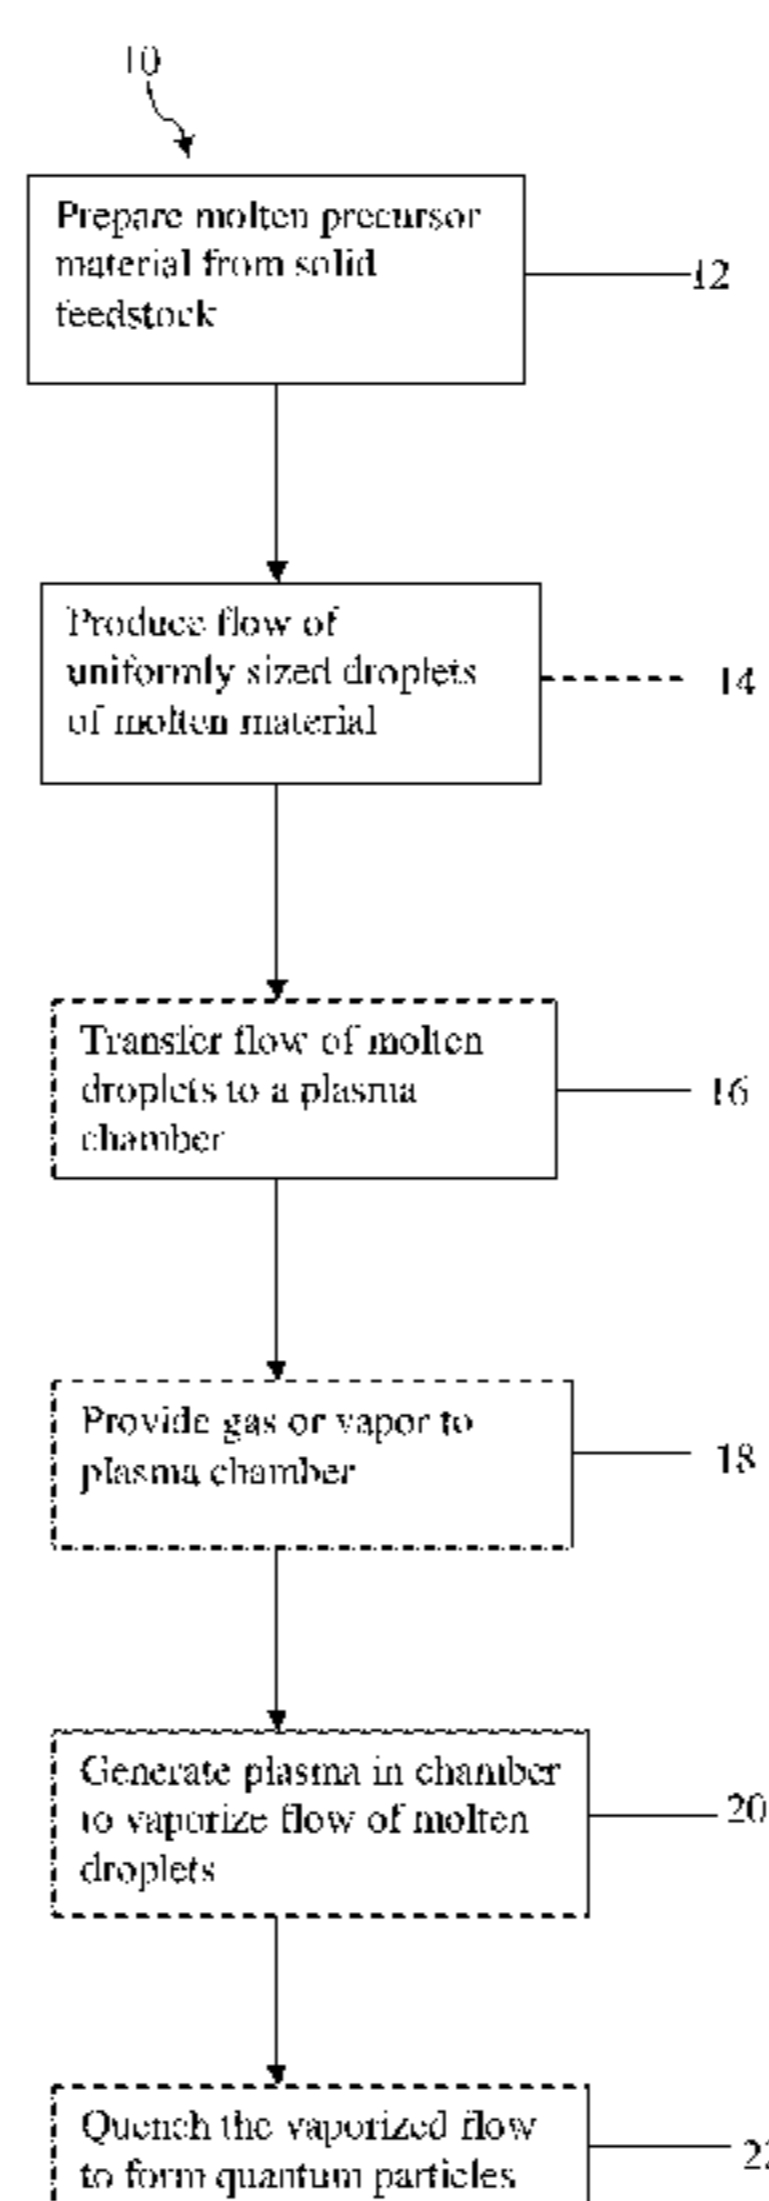 10
Prepare molten precursor
material from solid
feedstock
12
Produce flow of
uniformly sized droplets
of molten material
14
Transfer flow of molten
droplets to a plasma
chamber
16
Provide gas or vapor to
plasma chamber
18
Generate plasma in chamber
to vaporize flow of molten
droplets
20
Quench the vaporized flow
to form quantum particles
22